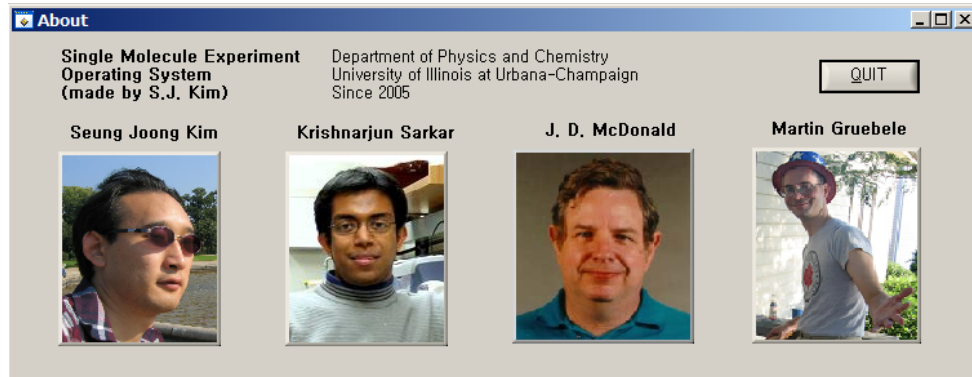 About
Single Molecule Experiment
Operating System
(made by S.J. Kim)
Department of Physics and Chemistry
University of Illinois at Urbana-Champaign
Since 2005
QUIT
Seung Joong Kim
Krishnarjun Sarkar
J. D. McDonald
Martin Gruebele